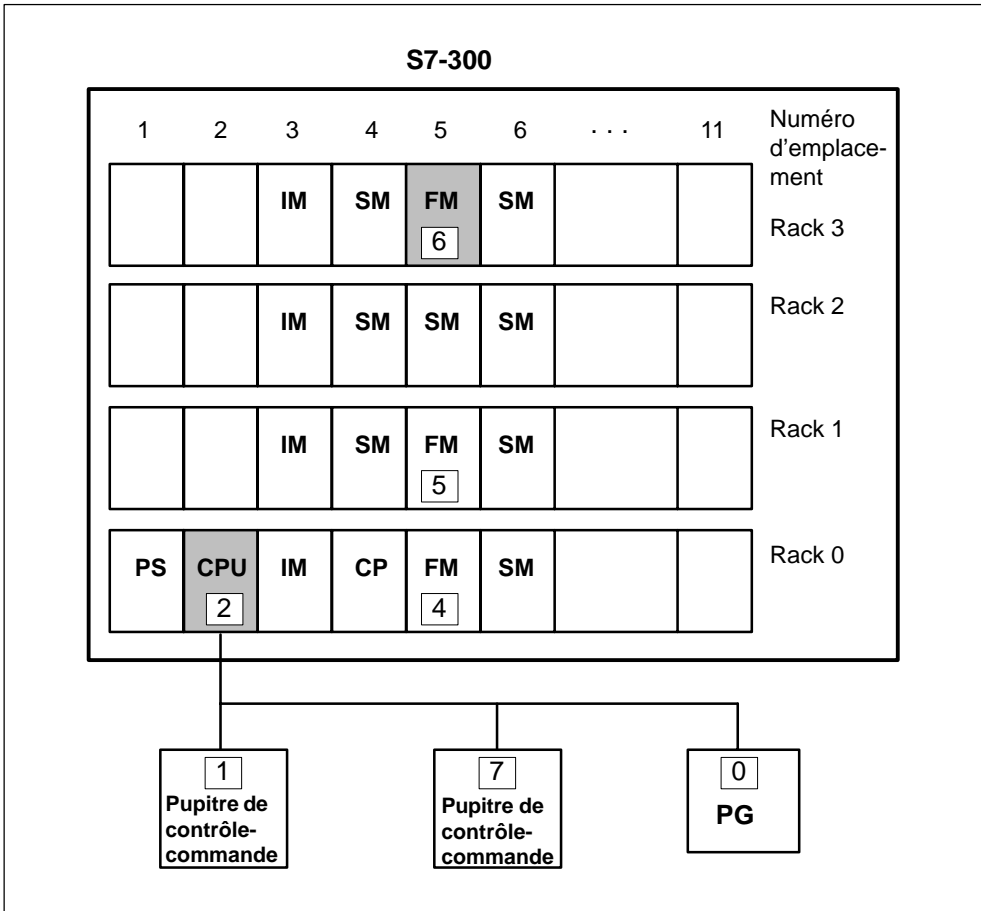 S7-300
1 2 3 4 5 6 . . . 11 Numéro
d'emplace-
ment
IM SM FM SM
6
Rack 3
IM SM SM SM Rack 2
IM SM FM SM Rack 1
5
PS CPU IM CP FM SM Rack 0
2 4
1
Pupitre de
contrôle-
commande
7
Pupitre de
contrôle-
commande
0
PG